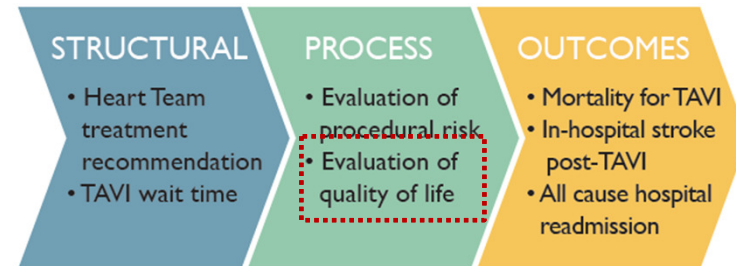 STRUCTURAL
• Heart Team
treatment
recommendation
• TAVI wait time
PROCESS
• Evaluation of
procedural risk
• Evaluation of
quality of life
OUTCOMES
• Mortality for TAVI
• In-hospital stroke
post-TAVI
• All cause hospital
readmission